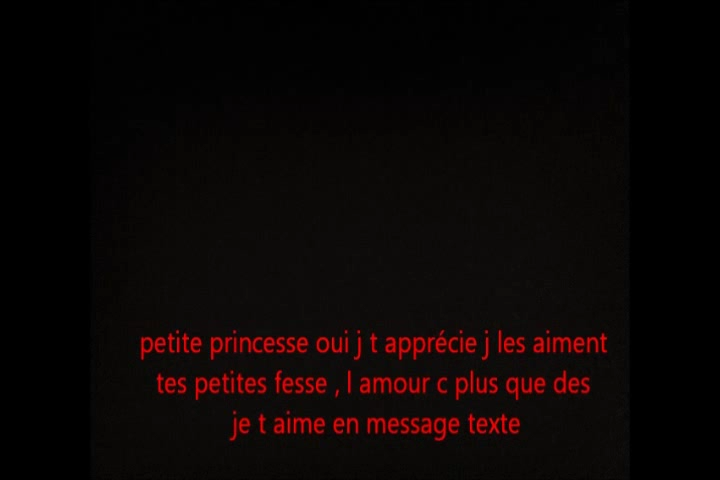 petite princesse oui j t apprécie j les aiment
tes petites fesse , l amour c plus que des
je t aime en message texte